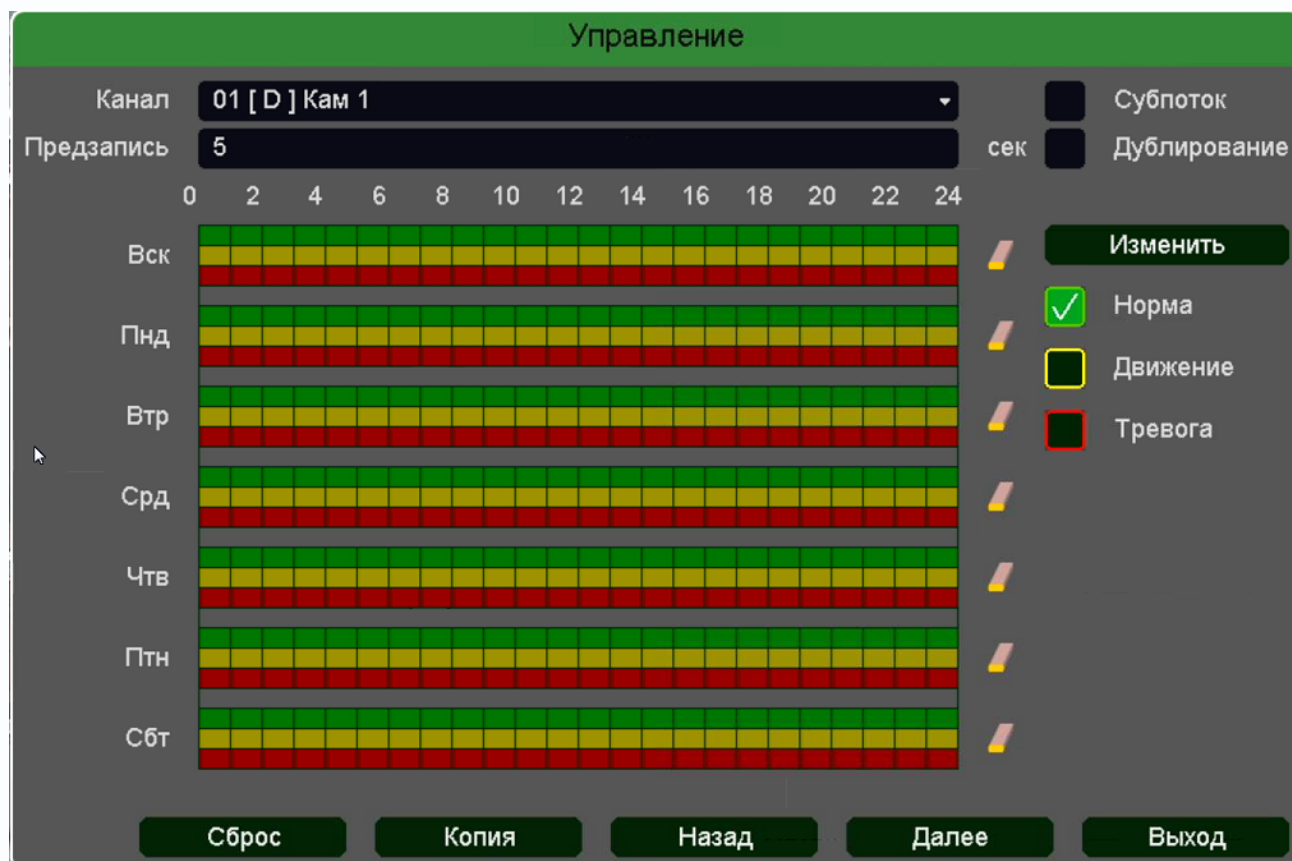 Управление
Канал 01 [ D ] Кам 1 Субпоток
Предзапись 5 сек Дублирование
0 2 4 6 8 10 12 14 16 18 20 22 24
Вск Изменить
Норма
Пнд
Движение
Втр Тревога
Срд
Чтв
Птн
Сбт
Сброс Копия Назад Далее Выход